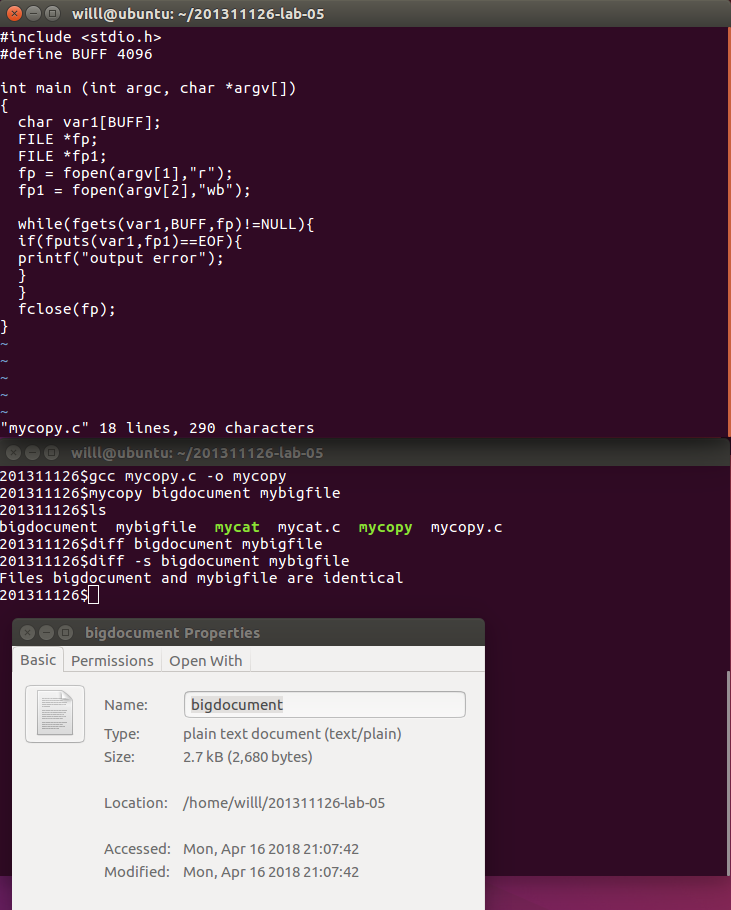 willl@ubuntu: ~/201311126-lab-05
#include <stdio.h>
#define BUFF 4096
int main (int argc, char *argv[])
{
  char var1[BUFF];
  FILE *fp;
  FILE *fp1;
  fp = fopen(argv[1],"r");
  fp1 = fopen(argv[2],"wb");
  while(fgets(var1,BUFF,fp)!=NULL){
  if(fputs(var1,fp1)==EOF){
  printf("output error");
  }
  }
  fclose(fp);
}
~
~
~
~
~
"mycopy.c" 18 lines, 290 characters
willl@ubuntu: ~/201311126-lab-05
201311126$gcc mycopy.c -o mycopy
201311126$mycopy bigdocument mybigfile
201311126$ls
bigdocument  mybigfile  mycat  mycat.c  mycopy  mycopy.c
201311126$diff bigdocument mybigfile
201311126$diff -s bigdocument mybigfile
Files bigdocument and mybigfile are identical
201311126$
bigdocument Properties
Basic Permissions Open With
Name: bigdocument
Type: plain text document (text/plain)
Size: 2.7 kB (2,680 bytes)
Location: /home/willl/201311126-lab-05
Accessed: Mon, Apr 16 2018 21:07:42
Modified: Mon, Apr 16 2018 21:07:42